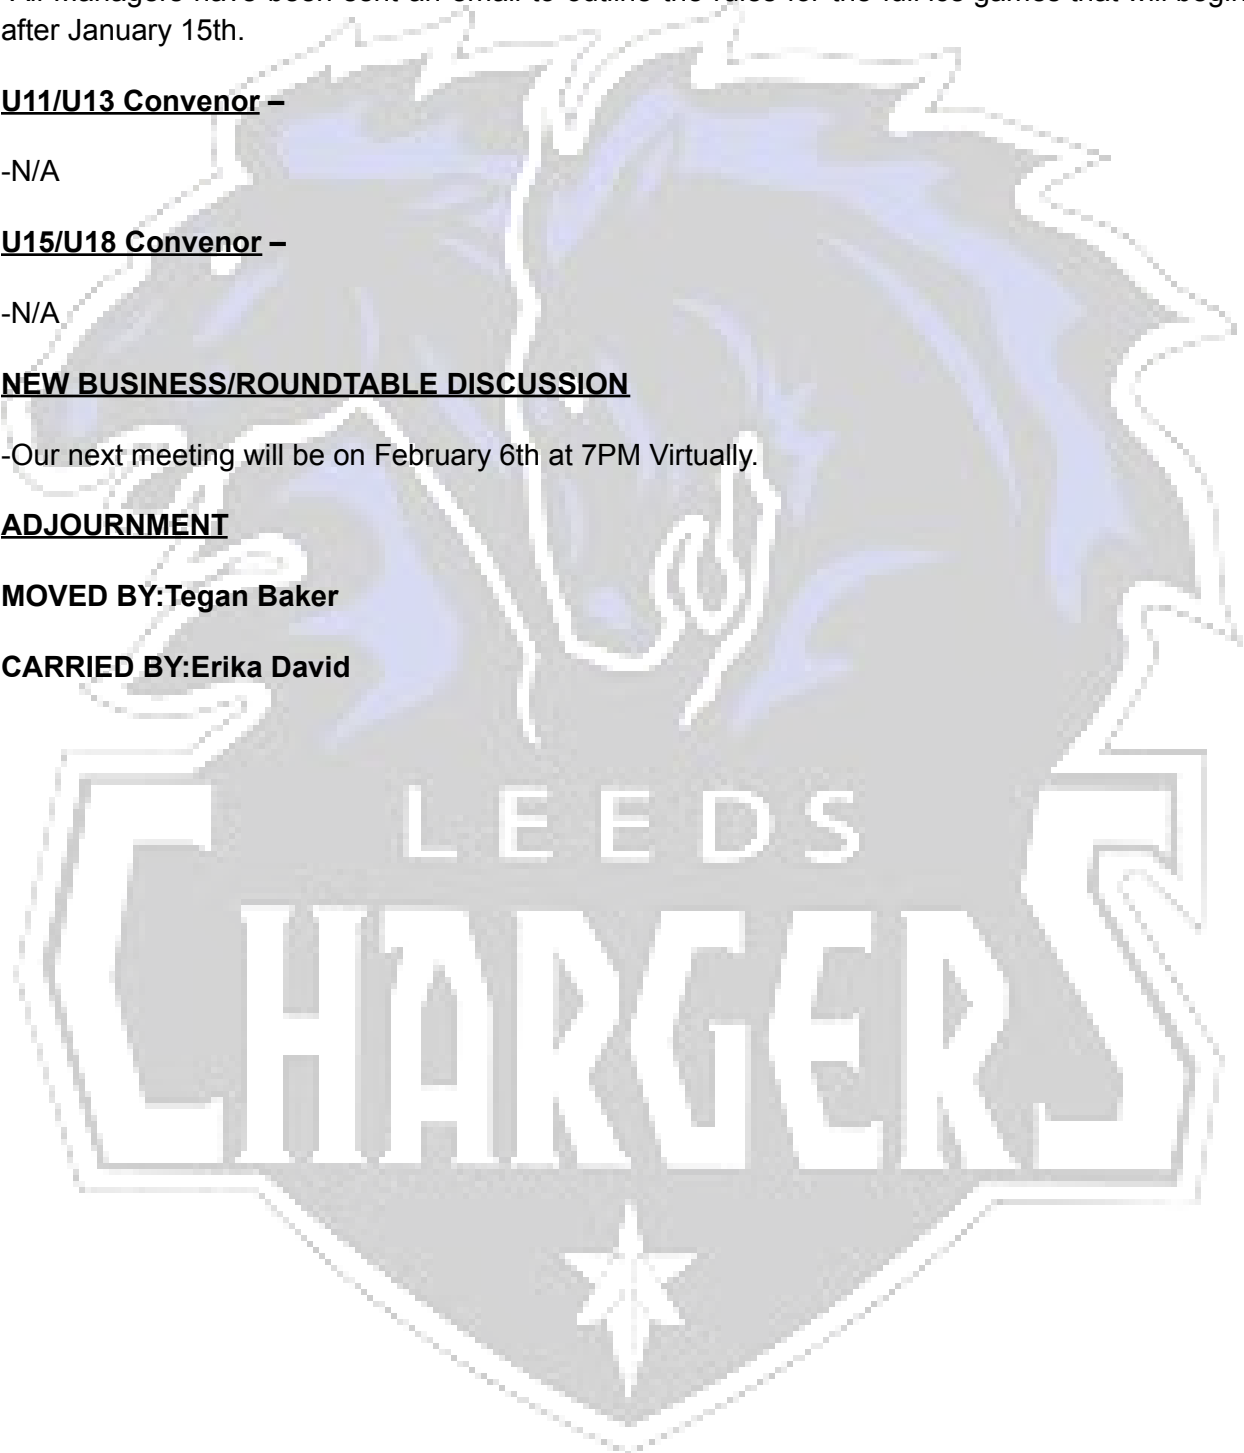 -All Managers have been sent an email to outline the rules for the full ice games that will begin
after January 15th.
U11/U13 Convenor –
-N/A
U15/U18 Convenor –
-N/A
NEW BUSINESS/ROUNDTABLE DISCUSSION
-Our next meeting will be on February 6th at 7PM Virtually.
ADJOURNMENT
MOVED BY:Tegan Baker
CARRIED BY:Erika David
LEEDS
CHARGERS